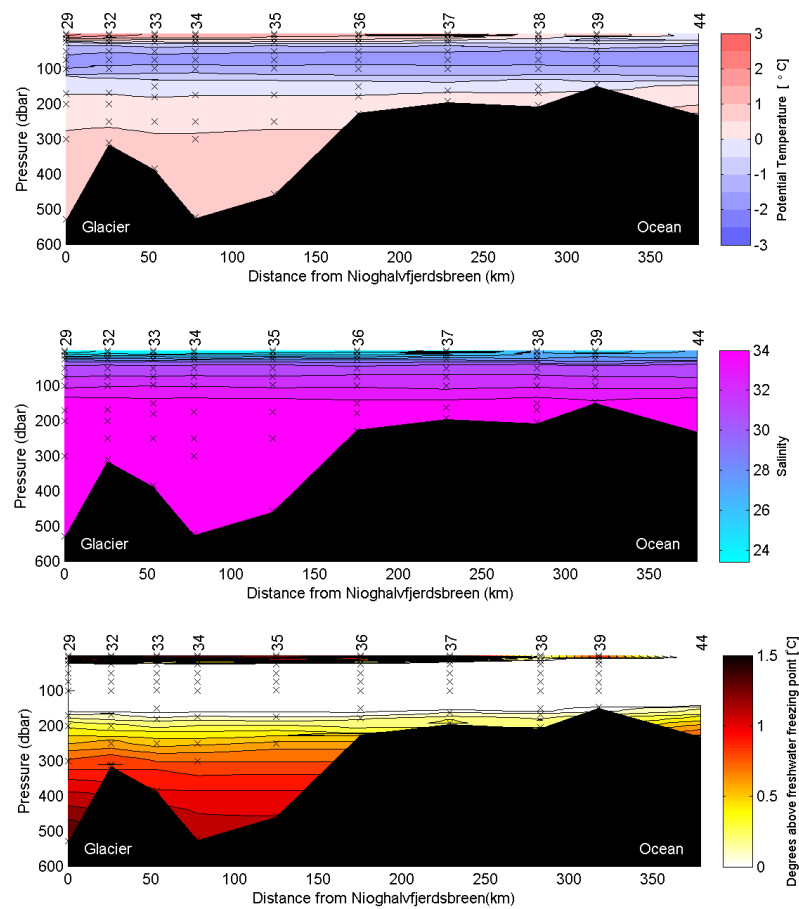 29 32 33 34 35 36 37 38 39 44
3
2
1
0
-1
-2
-3
Potential Temperature [ ° C]
100
200
300
400
500
600
Pressure (dbar)
Glacier Ocean
0 50 100 150 200 250 300 350
Distance from Nioghalvfjerdsbreen (km)
29 32 33 34 35 36 37 38 39 44
34
32
30
28
26
24
Salinity
100
200
300
400
500
600
Pressure (dbar)
Glacier Ocean
0 50 100 150 200 250 300 350
Distance from Nioghalvfjerdsbreen (km)
29 32 33 34 35 36 37 38 39 44
1.5
1
0.5
0
Degrees above freshwater freezing point [°C]
100
200
300
400
500
600
Pressure (dbar)
Glacier Ocean
0 50 100 150 200 250 300 350
Distance from Nioghalvfjerdsbreen(km)